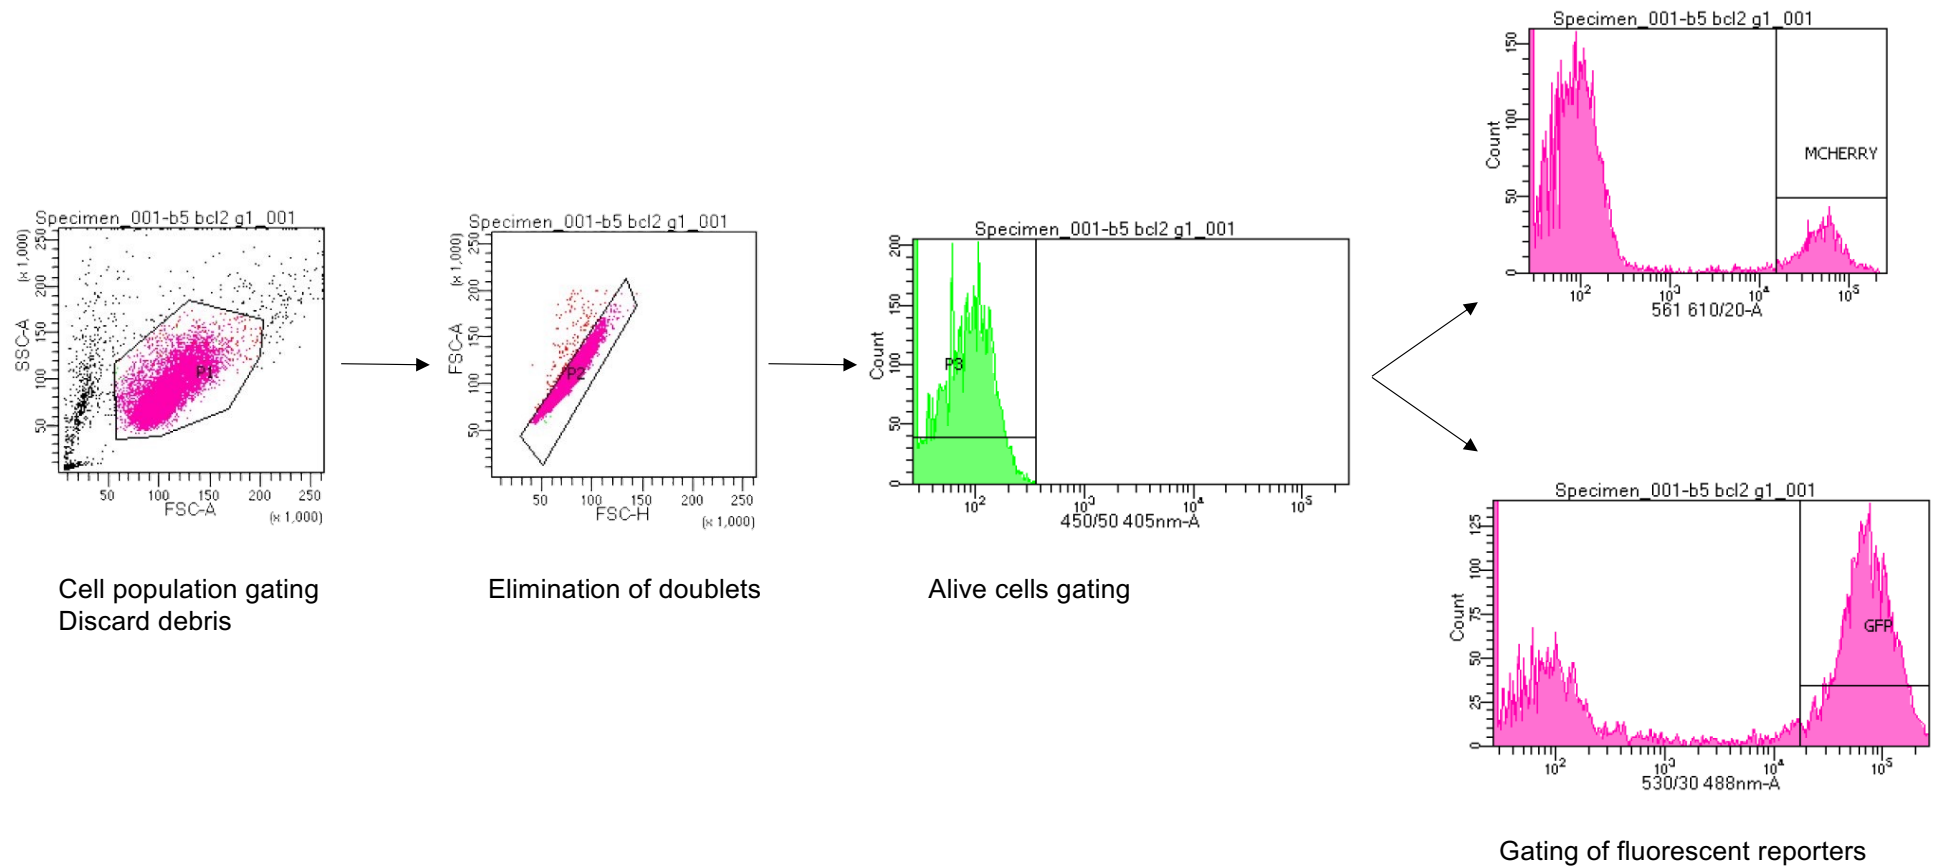 Specimen_001-b5 bcl2 g1_001
SSC-A
(x 1,000)
50 100 150 200 250
P1
50 100 150 200 250
FSC-A
(x 1,000)
Cell population gating
Discard debris
Specimen_001-b5 bcl2 g1_001
FSC-A
(x 1,000)
50 100 150 200 250
P2
50 100 150 200 250
FSC-H
(x 1,000)
Elimination of doublets
Specimen_001-b5 bcl2 g1_001
Count
0 50 100 150 200
P3
10² 10³ 10⁴ 10⁵
450/50 405nm-A
Alive cells gating
Specimen_001-b5 bcl2 g1_001
Count
0 50 100 150
MCHERRY
10² 10³ 10⁴ 10⁵
561 610/20-A
Specimen_001-b5 bcl2 g1_001
Count
0 25 50 75 100 125
GFP
10² 10³ 10⁴ 10⁵
530/30 488nm-A
Gating of fluorescent reporters